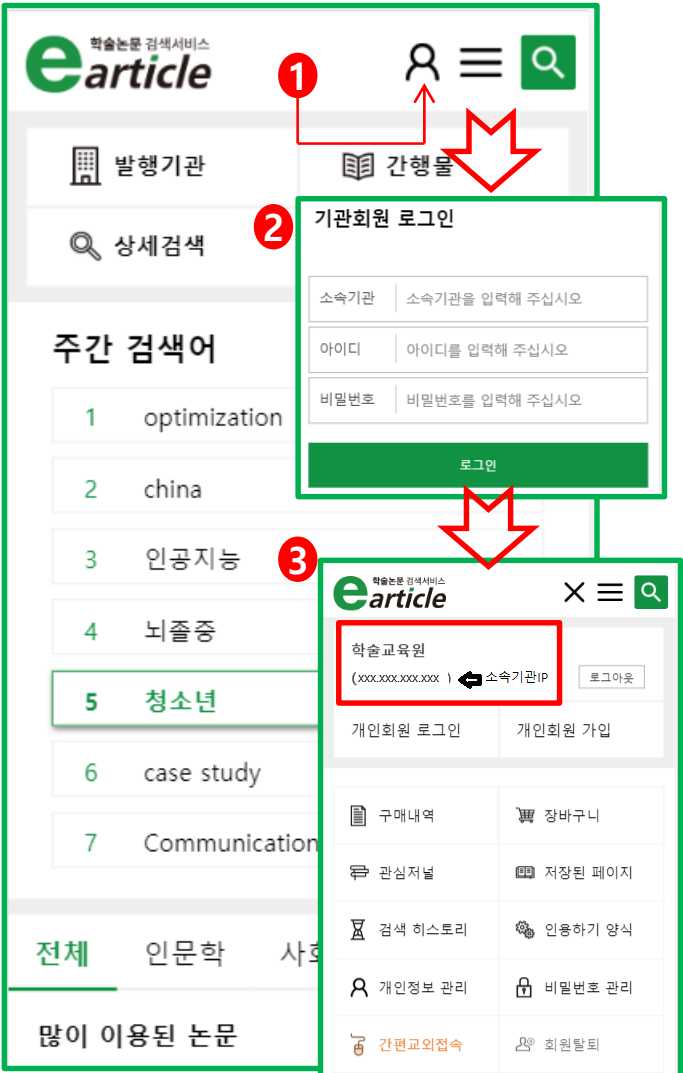 학술논문 검색서비스
earticle
1
발행기관
간행물
상세검색
주간 검색어
1 optimization
2 china
3 인공지능
4 뇌졸중
5 청소년
6 case study
7 Communication
전체 인문학 사회
많이 이용된 논문
2
기관회원 로그인
소속기관 소속기관을 입력해 주십시오
아이디 아이디를 입력해 주십시오
비밀번호 비밀번호를 입력해 주십시오
로그인
3
학술논문 검색서비스
earticle
학술교육원
(xxx.xxx.xxx.xxx ) 소속기관IP
로그아웃
개인회원 로그인 개인회원 가입
구매내역 장바구니
관심저널 저장된 페이지
검색 히스토리 인용하기 양식
개인정보 관리 비밀번호 관리
간편교외접속 회원탈퇴